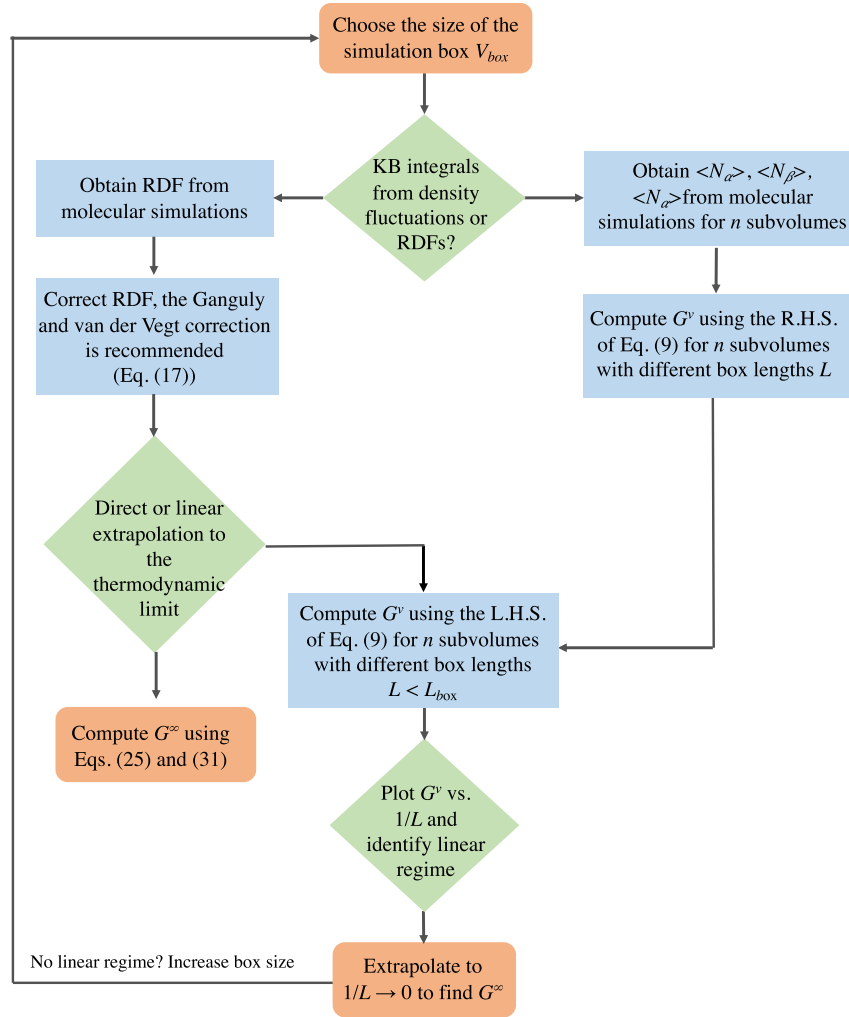 Choose the size of the
simulation box V_box
KB integrals
from density
fluctuations or
RDFs?
Obtain RDF from
molecular simulations
Obtain <N_α>, <N_β>,
<N_α>from molecular
simulations for n subvolumes
Correct RDF, the Ganguly
and van der Vegt correction
is recommended
(Eq. (17))
Compute G^v using the R.H.S.
of Eq. (9) for n subvolumes
with different box lengths L
Direct or linear
extrapolation to
the
thermodynamic
limit
Compute G^v using the L.H.S.
of Eq. (9) for n subvolumes
with different box lengths
L < L_box
Compute G^∞ using
Eqs. (25) and (31)
Plot G^v vs.
1/L and
identify linear
regime
No linear regime? Increase box size
Extrapolate to
1/L → 0 to find G^∞